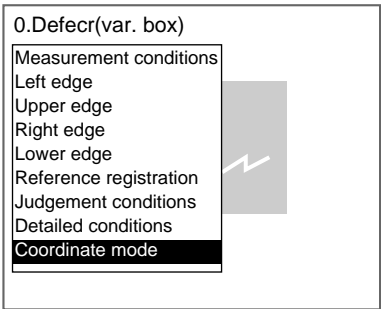 0.Defecr(var. box)
Measurement conditions
Left edge
Upper edge
Right edge
Lower edge
Reference registration
Judgement conditions
Detailed conditions
Coordinate mode